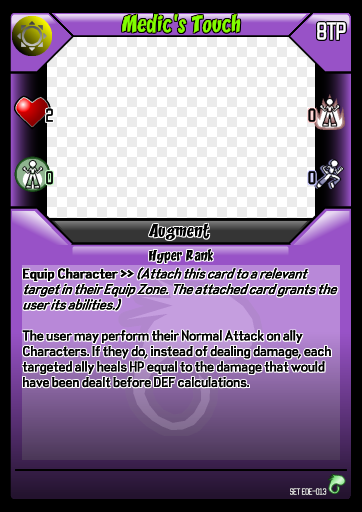 Medic's Touch
8TP
2
0
0
0
Augment
Hyper Rank
Equip Character >> (Attach this card to a relevant
target in their Equip Zone. The attached card grants the
user its abilities.)
The user may perform their Normal Attack on ally
Characters. If they do, instead of dealing damage, each
targeted ally heals HP equal to the damage that would
have been dealt before DEF calculations.
SET EDE-013